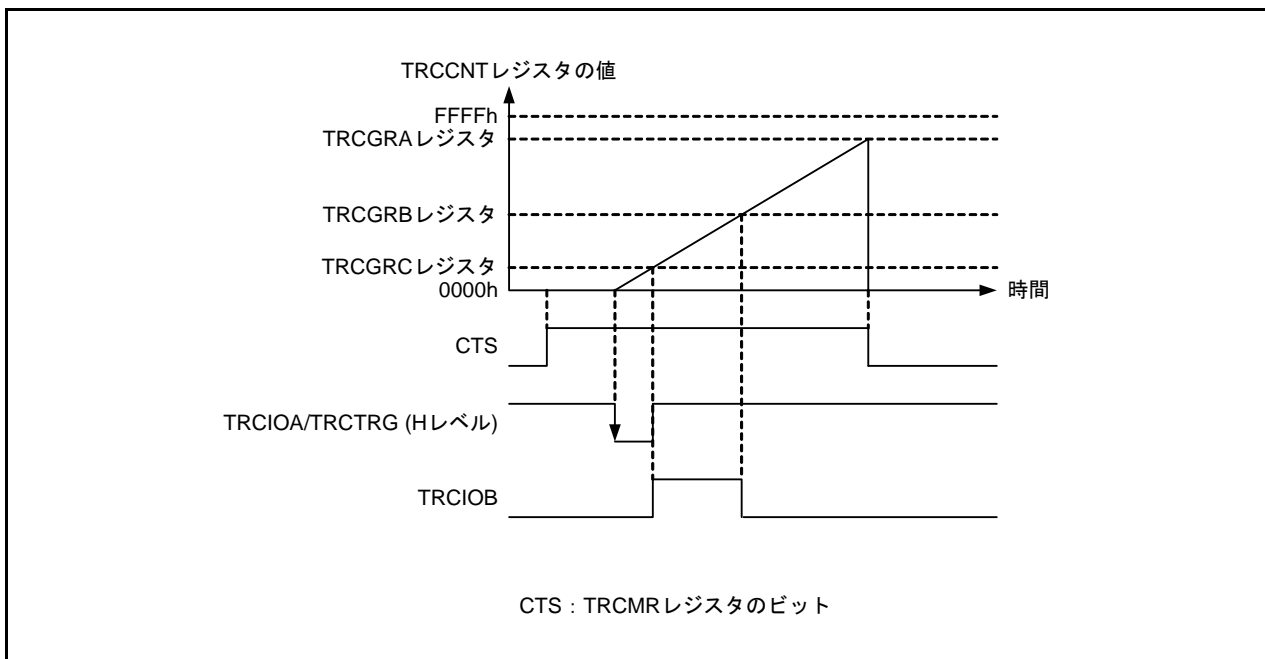 TRCCNTレジスタの値
FFFFh
TRCGRAレジスタ
TRCGRBレジスタ
TRCGRCレジスタ
0000h
時間
CTS
TRCIOA/TRCTRG (Hレベル)
TRCIOB
CTS：TRCMRレジスタのビット